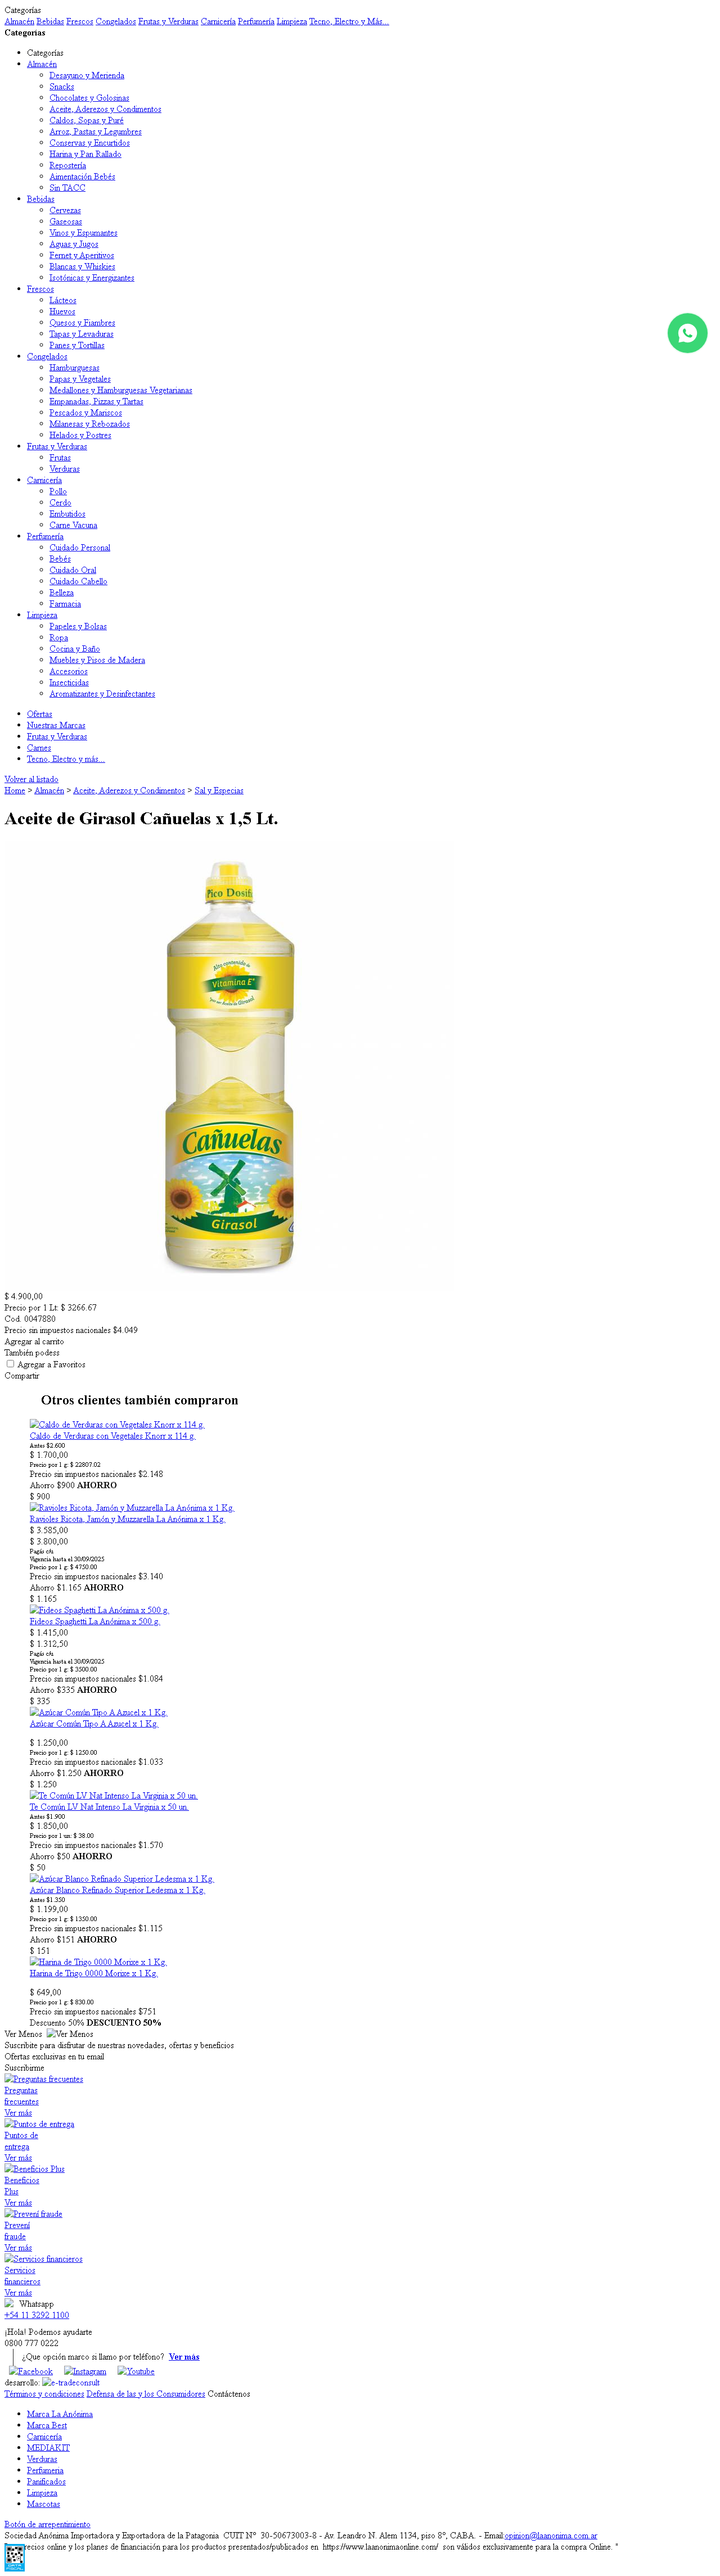 Categorías
Almacén Bebidas Frescos Congelados Frutas y Verduras Carnicería Perfumería Limpieza Tecno, Electro y Más...
Categorias
Categorías
Almacén
Desayuno y Merienda
Snacks
Chocolates y Golosinas
Aceite, Aderezos y Condimentos
Caldos, Sopas y Puré
Arroz, Pastas y Legumbres
Conservas y Encurtidos
Harina y Pan Rallado
Repostería
Aimentación Bebés
Sin TACC
Bebidas
Cervezas
Gaseosas
Vinos y Espumantes
Aguas y Jugos
Fernet y Aperitivos
Blancas y Whiskies
Isotónicas y Energizantes
Frescos
Lácteos
Huevos
Quesos y Fiambres
Tapas y Levaduras
Panes y Tortillas
Congelados
Hamburguesas
Papas y Vegetales
Medallones y Hamburguesas Vegetarianas
Empanadas, Pizzas y Tartas
Pescados y Mariscos
Milanesas y Rebozados
Helados y Postres
Frutas y Verduras
Frutas
Verduras
Carnicería
Pollo
Cerdo
Embutidos
Carne Vacuna
Perfumería
Cuidado Personal
Bebés
Cuidado Oral
Cuidado Cabello
Belleza
Farmacia
Limpieza
Papeles y Bolsas
Ropa
Cocina y Baño
Muebles y Pisos de Madera
Accesorios
Insecticidas
Aromatizantes y Desinfectantes
Ofertas
Nuestras Marcas
Frutas y Verduras
Carnes
Tecno, Electro y más...
Volver al listado
Home > Almacén > Aceite, Aderezos y Condimentos > Sal y Especias
Aceite de Girasol Cañuelas x 1,5 Lt.
Pico Dosif
Alto contenido de
Vitamina E*
Cañuelas
Girasol
$ 4.900,00
Precio por 1 Lt: $ 3266.67
Cod. 0047880
Precio sin impuestos nacionales $4.049
Agregar al carrito
También podess
Agregar a Favoritos
Compartir
Otros clientes también compraron
Caldo de Verduras con Vegetales Knorr x 114 g.
Caldo de Verduras con Vegetales Knorr x 114 g.
Antes $2.600
$ 1.700,00
Precio por 1 g: $ 22807.02
Precio sin impuestos nacionales $2.148
Ahorro $900 AHORRO
$ 900
Ravioles Ricota, Jamón y Muzzarella La Anónima x 1 Kg.
Ravioles Ricota, Jamón y Muzzarella La Anónima x 1 Kg.
$ 3.585,00
$ 3.800,00
Pagás c/u.
Vigencia hasta el 30/09/2025
Precio por 1 g: $ 4750.00
Precio sin impuestos nacionales $3.140
Ahorro $1.165 AHORRO
$ 1.165
Fideos Spaghetti La Anónima x 500 g.
Fideos Spaghetti La Anónima x 500 g.
$ 1.415,00
$ 1.312,50
Pagás c/u.
Vigencia hasta el 30/09/2025
Precio por 1 g: $ 3500.00
Precio sin impuestos nacionales $1.084
Ahorro $335 AHORRO
$ 335
Azúcar Común Tipo A Azucel x 1 Kg.
Azúcar Común Tipo A Azucel x 1 Kg.
$ 1.250,00
Precio por 1 g: $ 1250.00
Precio sin impuestos nacionales $1.033
Ahorro $1.250 AHORRO
$ 1.250
Te Común LV Nat Intenso La Virginia x 50 un.
Te Común LV Nat Intenso La Virginia x 50 un.
Antes $1.900
$ 1.850,00
Precio por 1 un: $ 38.00
Precio sin impuestos nacionales $1.570
Ahorro $50 AHORRO
$ 50
Azúcar Blanco Refinado Superior Ledesma x 1 Kg.
Azúcar Blanco Refinado Superior Ledesma x 1 Kg.
Antes $1.350
$ 1.199,00
Precio por 1 g: $ 1350.00
Precio sin impuestos nacionales $1.115
Ahorro $151 AHORRO
$ 151
Harina de Trigo 0000 Morixe x 1 Kg.
Harina de Trigo 0000 Morixe x 1 Kg.
$ 649,00
Precio por 1 g: $ 830.00
Precio sin impuestos nacionales $751
Descuento 50% DESCUENTO 50%
Ver Menos Ver Menos
Suscribite para disfrutar de nuestras novedades, ofertas y beneficios
Ofertas exclusivas en tu email
Suscribirme
Preguntas frecuentes
Preguntas
frecuentes
Ver más
Puntos de entrega
Puntos de
entrega
Ver más
Beneficios Plus
Beneficios
Plus
Ver más
Prevení fraude
Prevení
fraude
Ver más
Servicios financieros
Servicios
financieros
Ver más
Whatsapp
+54 11 3292 1100
¡Hola! Podemos ayudarte
0800 777 0222
¿Que opción marco si llamo por teléfono? Ver más
Facebook Instagram Youtube
desarrollo: e-tradeconsult
Términos y condiciones Defensa de las y los Consumidores Contáctenos
Marca La Anónima
Marca Best
Carnicería
MEDIAKIT
Verduras
Perfumeria
Panificados
Limpieza
Mascotas
Botón de arrepentimiento
Sociedad Anónima Importadora y Exportadora de la Patagonia CUIT N° 30-50673003-8 - Av. Leandro N. Alem 1134, piso 8°, CABA. - Email:opinion@laanonima.com.ar
recios online y los planes de financiación para los productos presentados/publicados en https://www.laanonimaonline.com/ son válidos exclusivamente para la compra Online. "